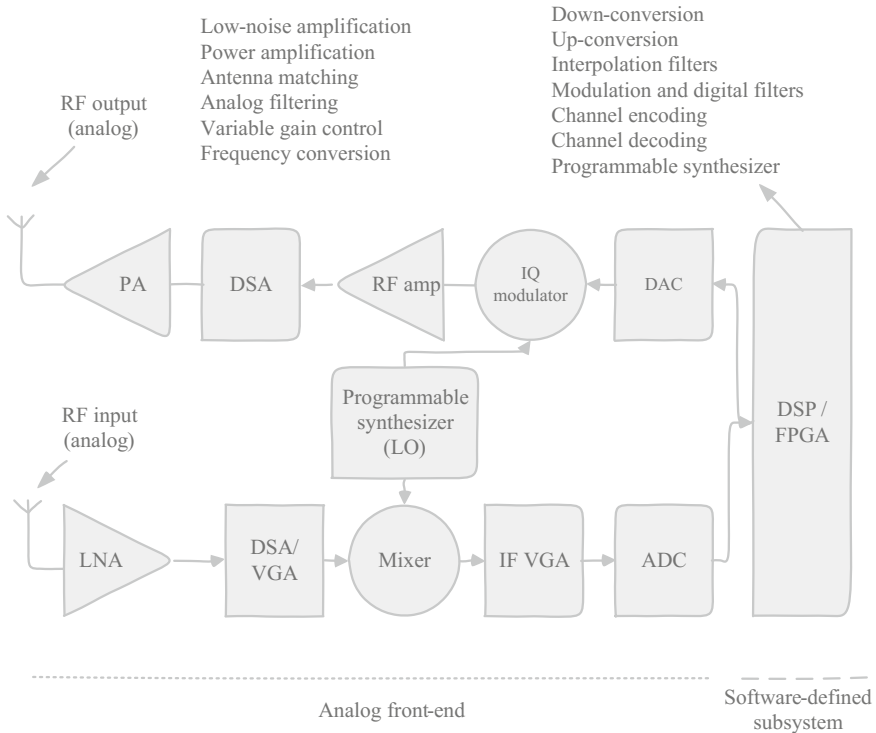 Low-noise amplification
Power amplification
Antenna matching
Analog filtering
Variable gain control
Frequency conversion
Down-conversion
Up-conversion
Interpolation filters
Modulation and digital filters
Channel encoding
Channel decoding
Programmable synthesizer
RF output
(analog)
PA
DSA
RF amp
IQ
modulator
DAC
DSP /
FPGA
Programmable
synthesizer
(LO)
RF input
(analog)
LNA
DSA/
VGA
Mixer
IF VGA
ADC
Analog front-end
Software-defined
subsystem